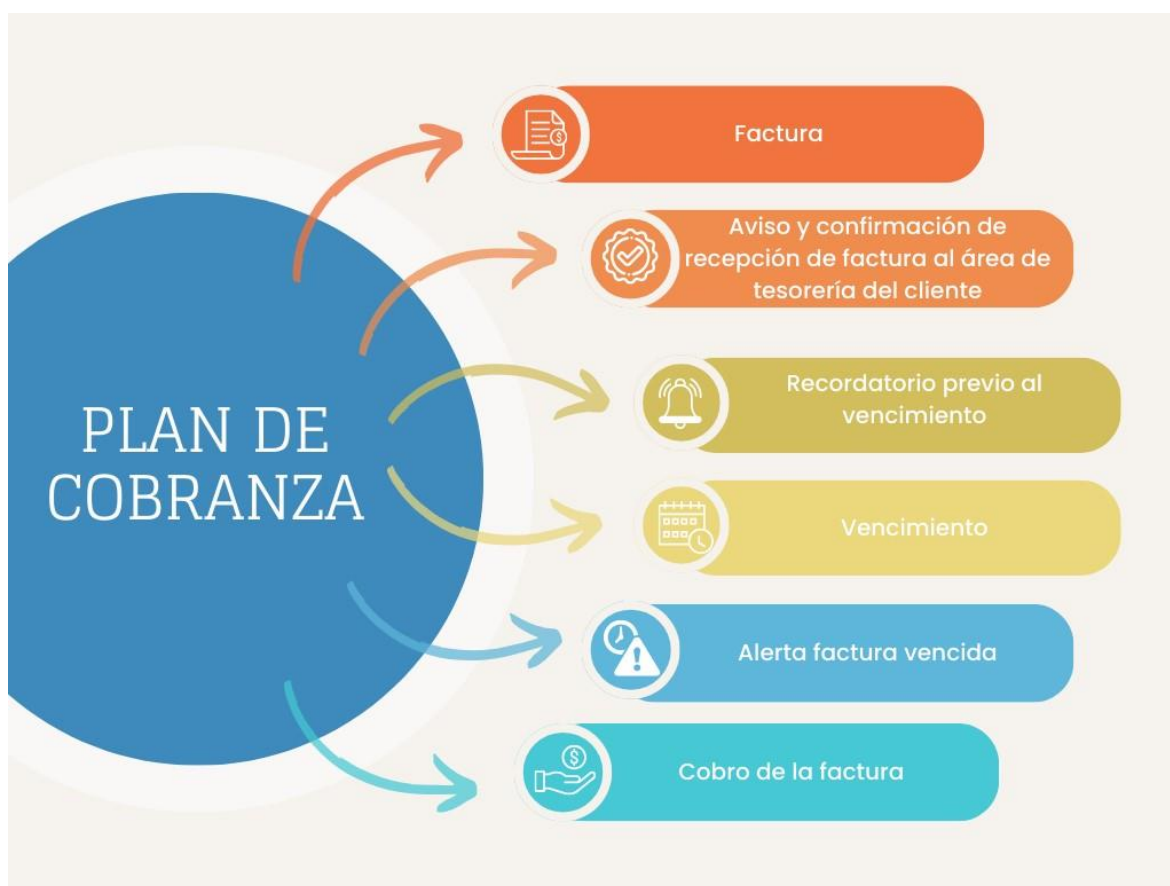 PLAN DE
COBRANZA
Factura
Aviso y confirmación de
recepción de factura al área de
tesorería del cliente
Recordatorio previo al
vencimiento
Vencimiento
Alerta factura vencida
Cobro de la factura